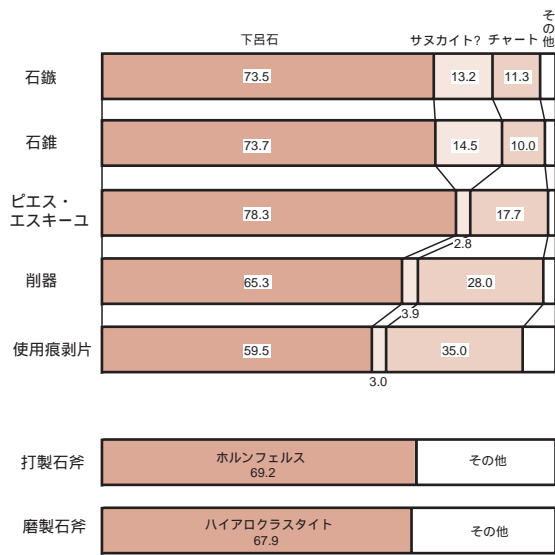 下呂石 サヌカイト? チャート その他
石鏃 73.5 13.2 11.3
石錐 73.7 14.5 10.0
ピエス・
エスキーユ 78.3 17.7
2.8
削器 65.3 28.0
3.9
使用痕剥片 59.5 35.0
3.0
打製石斧 ホルンフェルス その他
69.2
磨製石斧 ハイアロクラスタイト その他
67.9